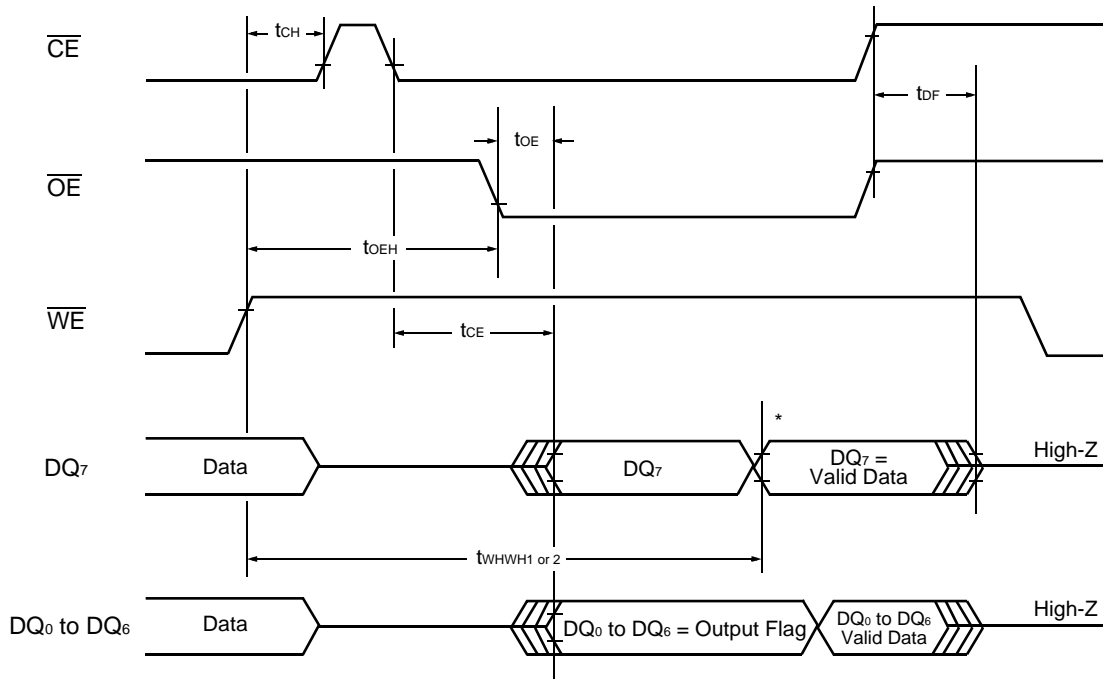 tCH
CE
tDF
tOE
OE
tOEH
WE
tCE
*
DQ7
Data
DQ7
DQ7 =
Valid Data
High-Z
tWHWH1 or 2
DQ0 to DQ6
Data
DQ0 to DQ6 = Output Flag
DQ0 to DQ6
Valid Data
High-Z